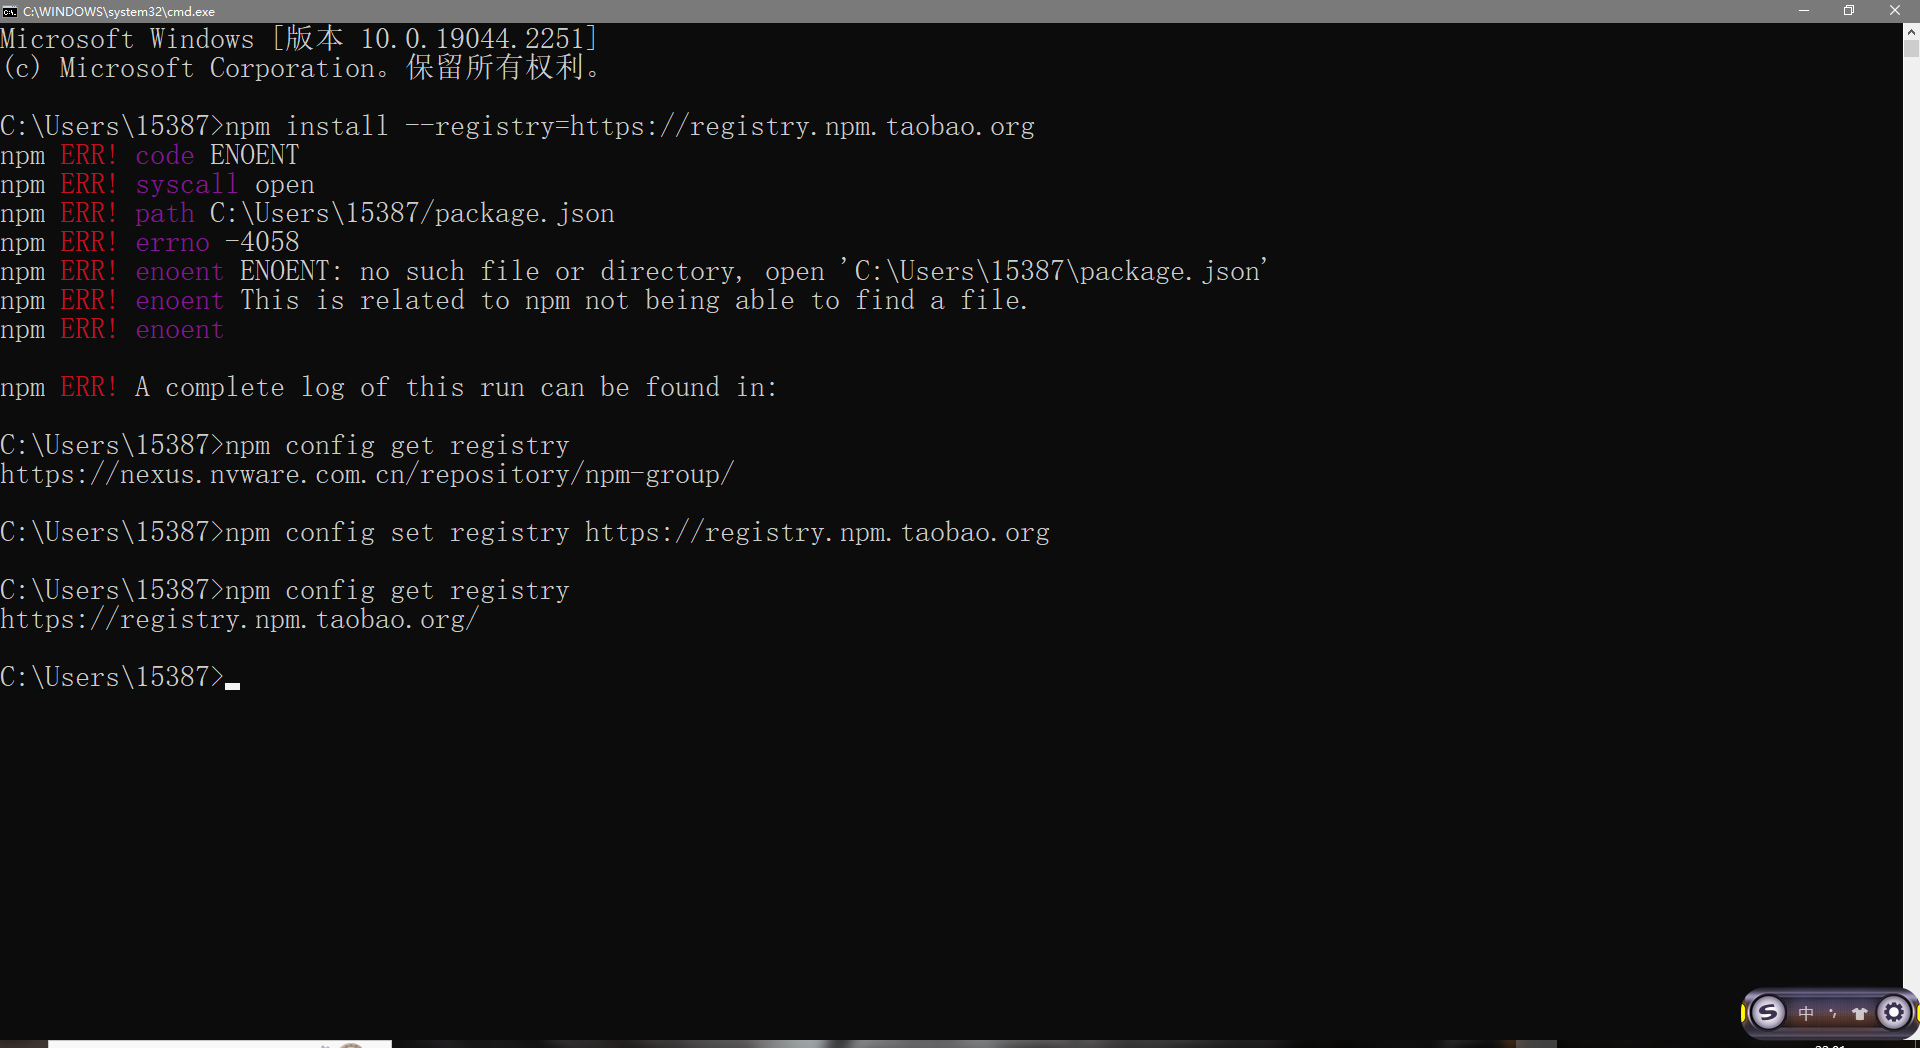 C:\WINDOWS\system32\cmd.exe
Microsoft Windows [版本 10.0.19044.2251]
(c) Microsoft Corporation。保留所有权利。
C:\Users\15387>npm install --registry=https://registry.npm.taobao.org
npm ERR! code ENOENT
npm ERR! syscall open
npm ERR! path C:\Users\15387/package.json
npm ERR! errno -4058
npm ERR! enoent ENOENT: no such file or directory, open 'C:\Users\15387\package.json'
npm ERR! enoent This is related to npm not being able to find a file.
npm ERR! enoent
npm ERR! A complete log of this run can be found in:
C:\Users\15387>npm config get registry
https://nexus.nvware.com.cn/repository/npm-group/
C:\Users\15387>npm config set registry https://registry.npm.taobao.org
C:\Users\15387>npm config get registry
https://registry.npm.taobao.org/
C:\Users\15387>
中